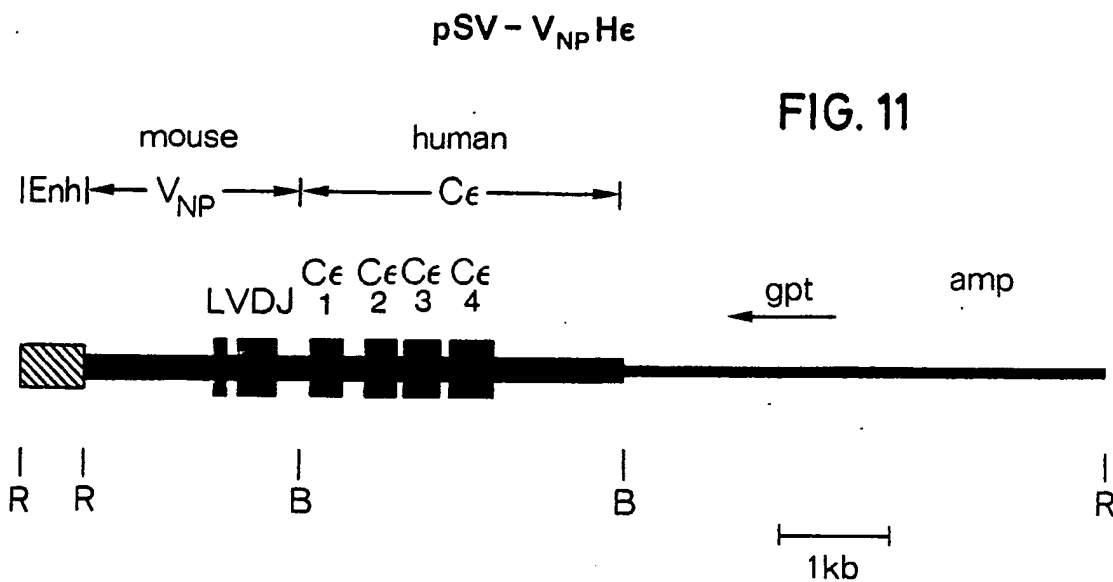 pSV – V_NP Hε
FIG. 11
mouse human
|Enh| V_NP Cε
Cε Cε Cε Cε
LVDJ 1 2 3 4 gpt amp
R R B B R
1kb